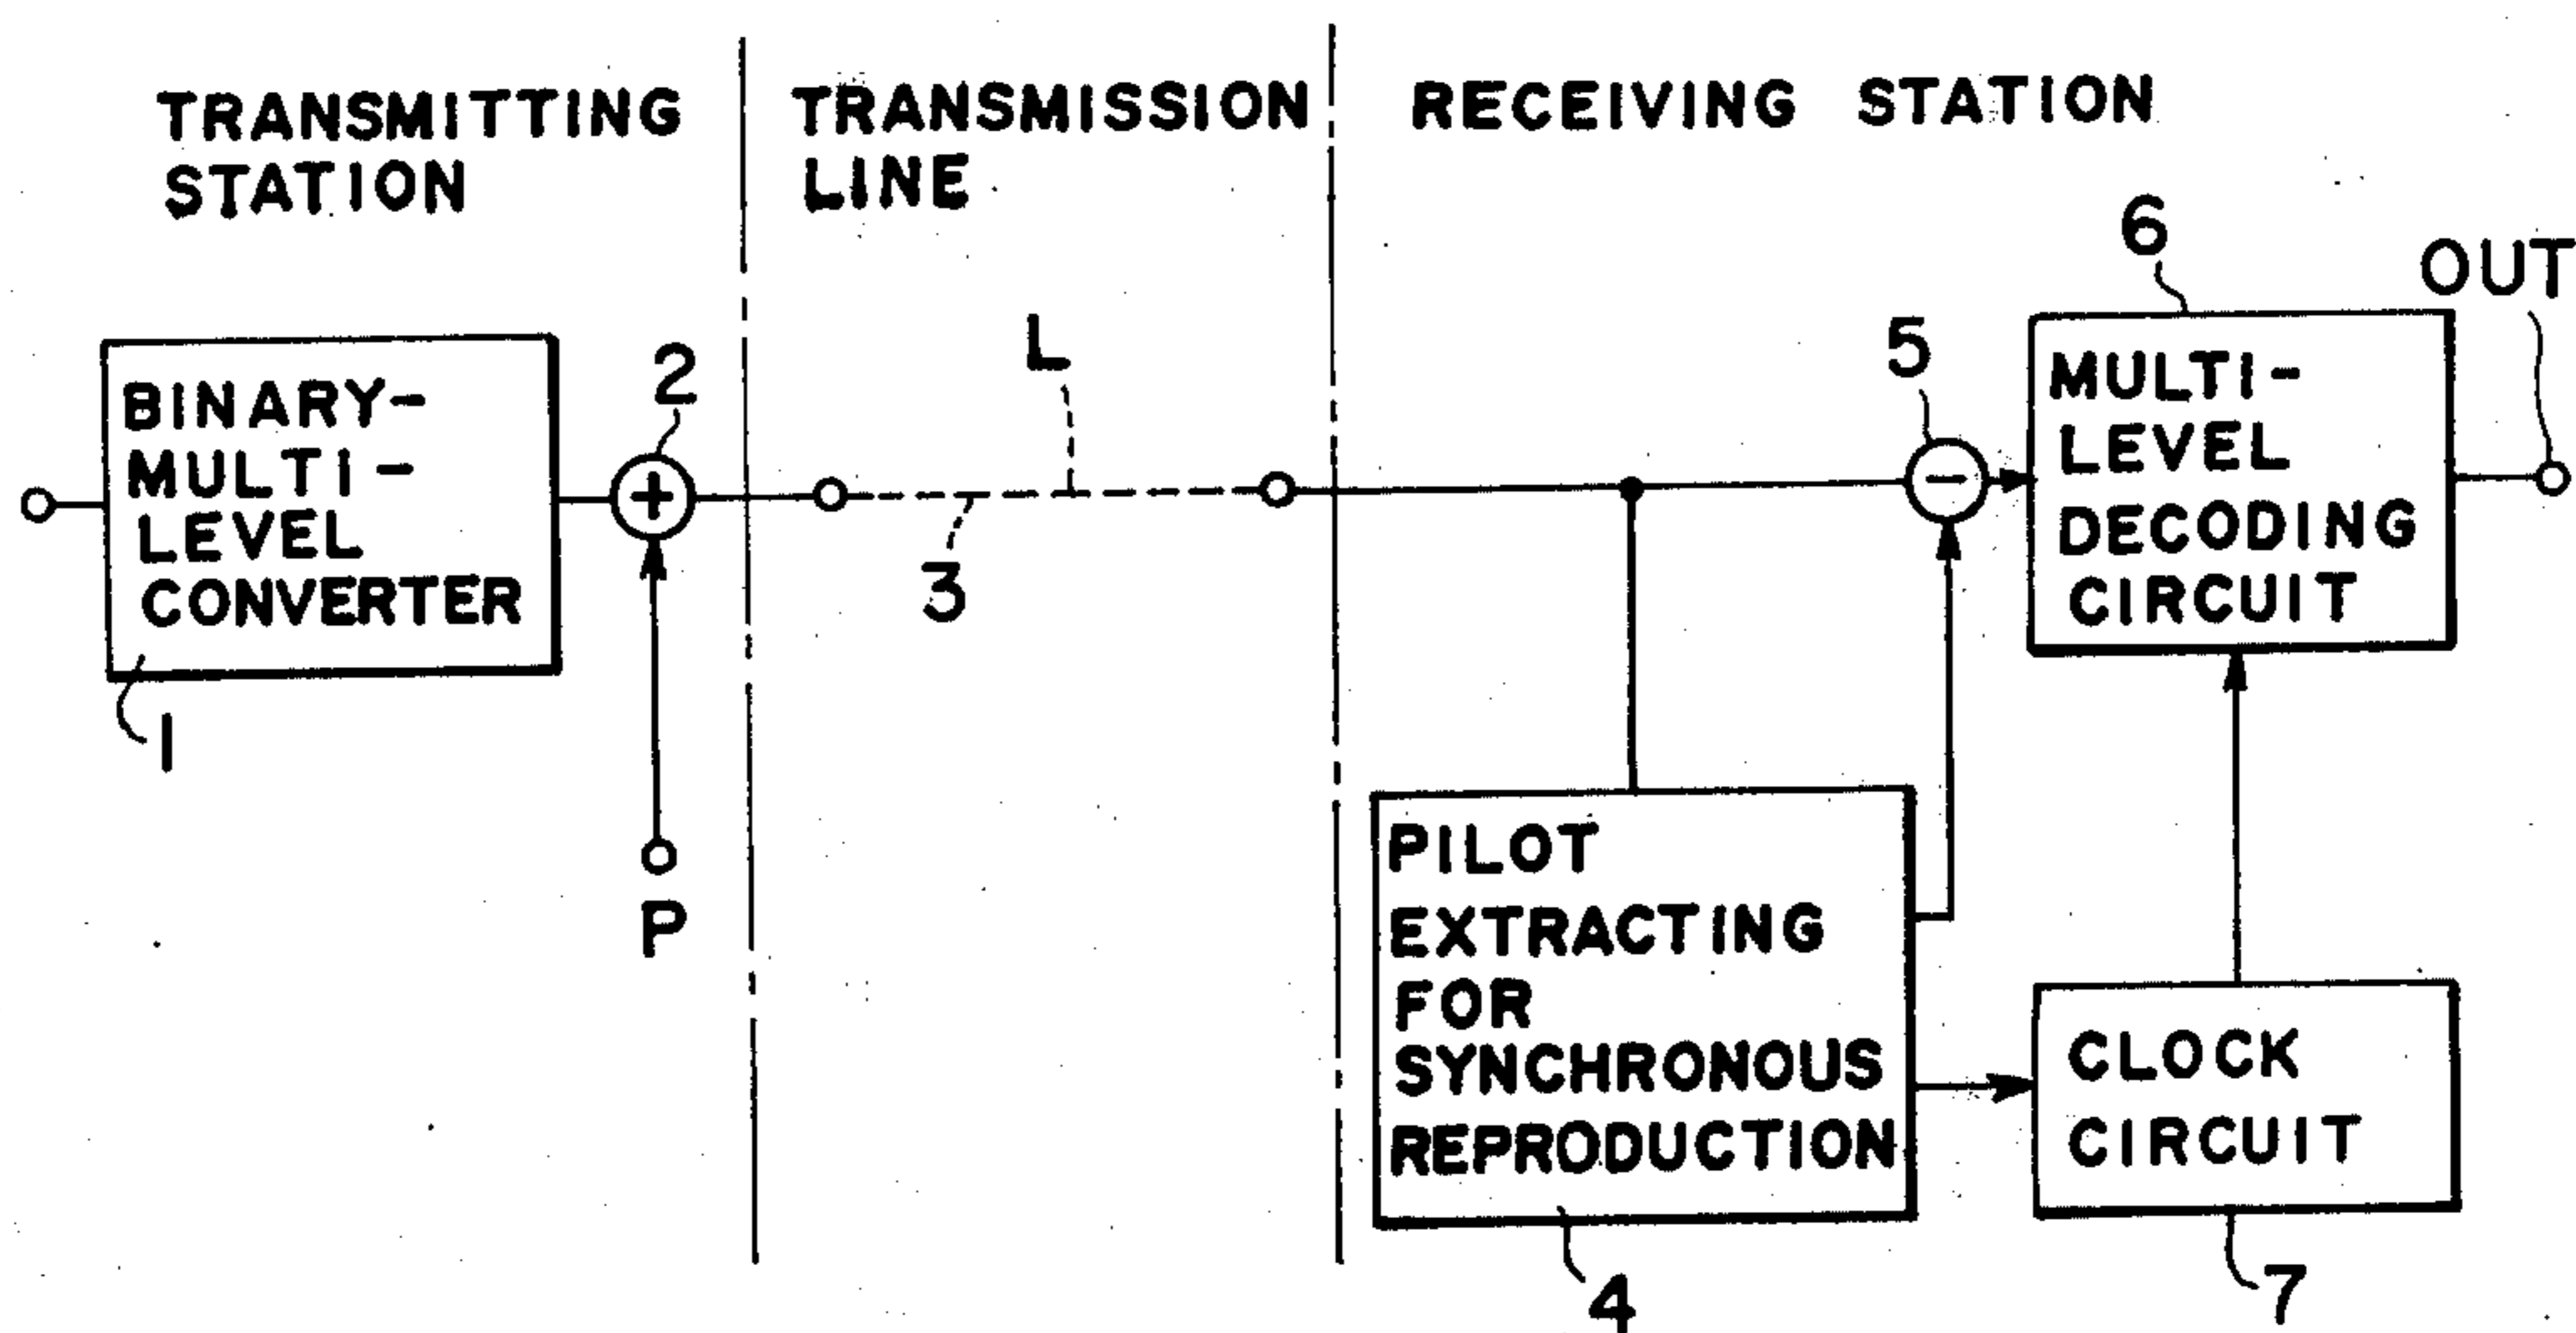 TRANSMITTING
STATION
TRANSMISSION
LINE
RECEIVING STATION
BINARY-
MULTI-
LEVEL
CONVERTER
1
2
P
L
3
5
6
MULTI-
LEVEL
DECODING
CIRCUIT
OUT
PILOT
EXTRACTING
FOR
SYNCHRONOUS
REPRODUCTION
4
CLOCK
CIRCUIT
7